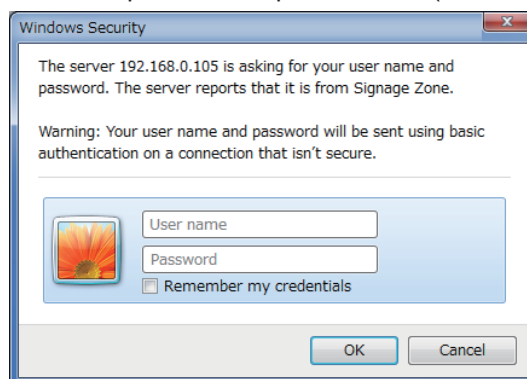 Windows Security
The server 192.168.0.105 is asking for your user name and
password. The server reports that it is from Signage Zone.
Warning: Your user name and password will be sent using basic
authentication on a connection that isn't secure.
User name
Password
Remember my credentials
OK Cancel